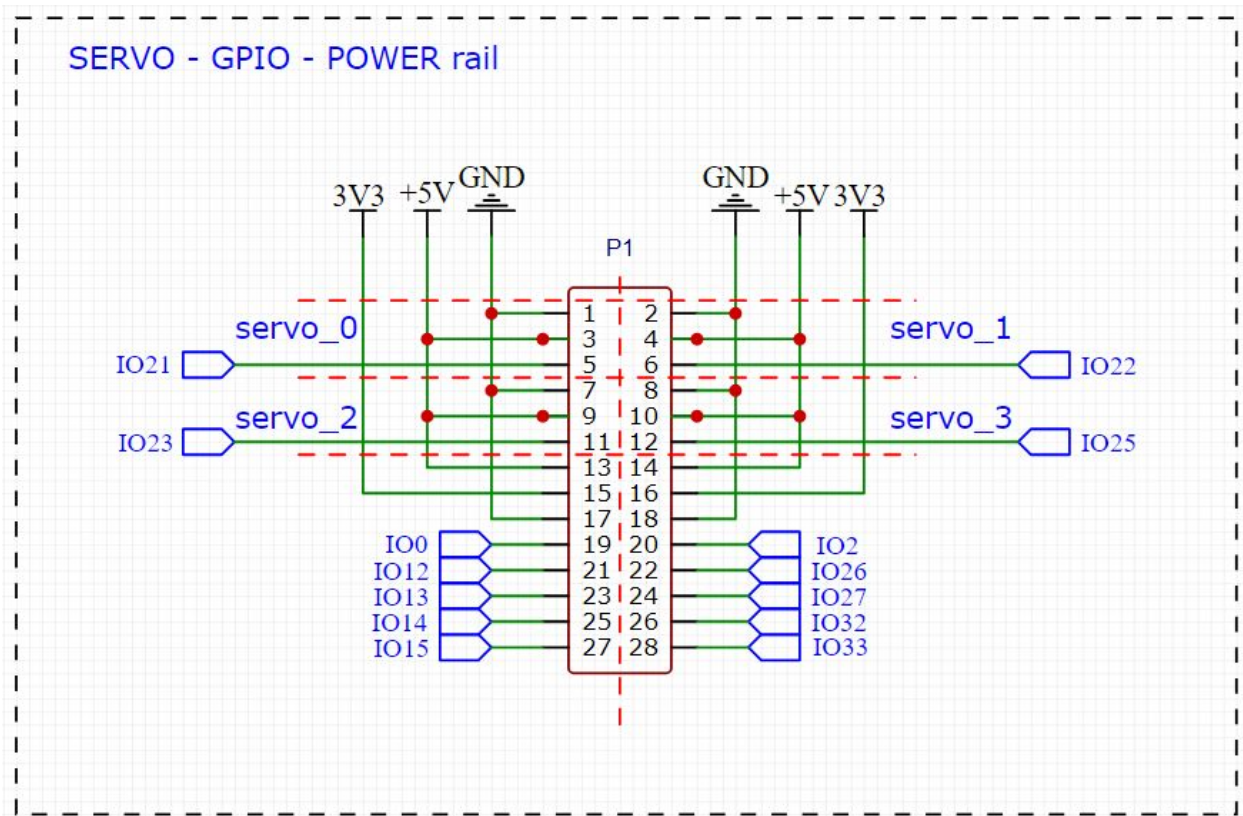 SERVO - GPIO - POWER rail
3V3 +5V GND GND +5V 3V3
P1
1 2
servo_0 servo_1
3 4
IO21 5 6 IO22
7 8
servo_2 9 10 servo_3
IO23 11 12 IO25
13 14
15 16
17 18
IO0 19 20 IO2
IO12 21 22 IO26
IO13 23 24 IO27
IO14 25 26 IO32
IO15 27 28 IO33